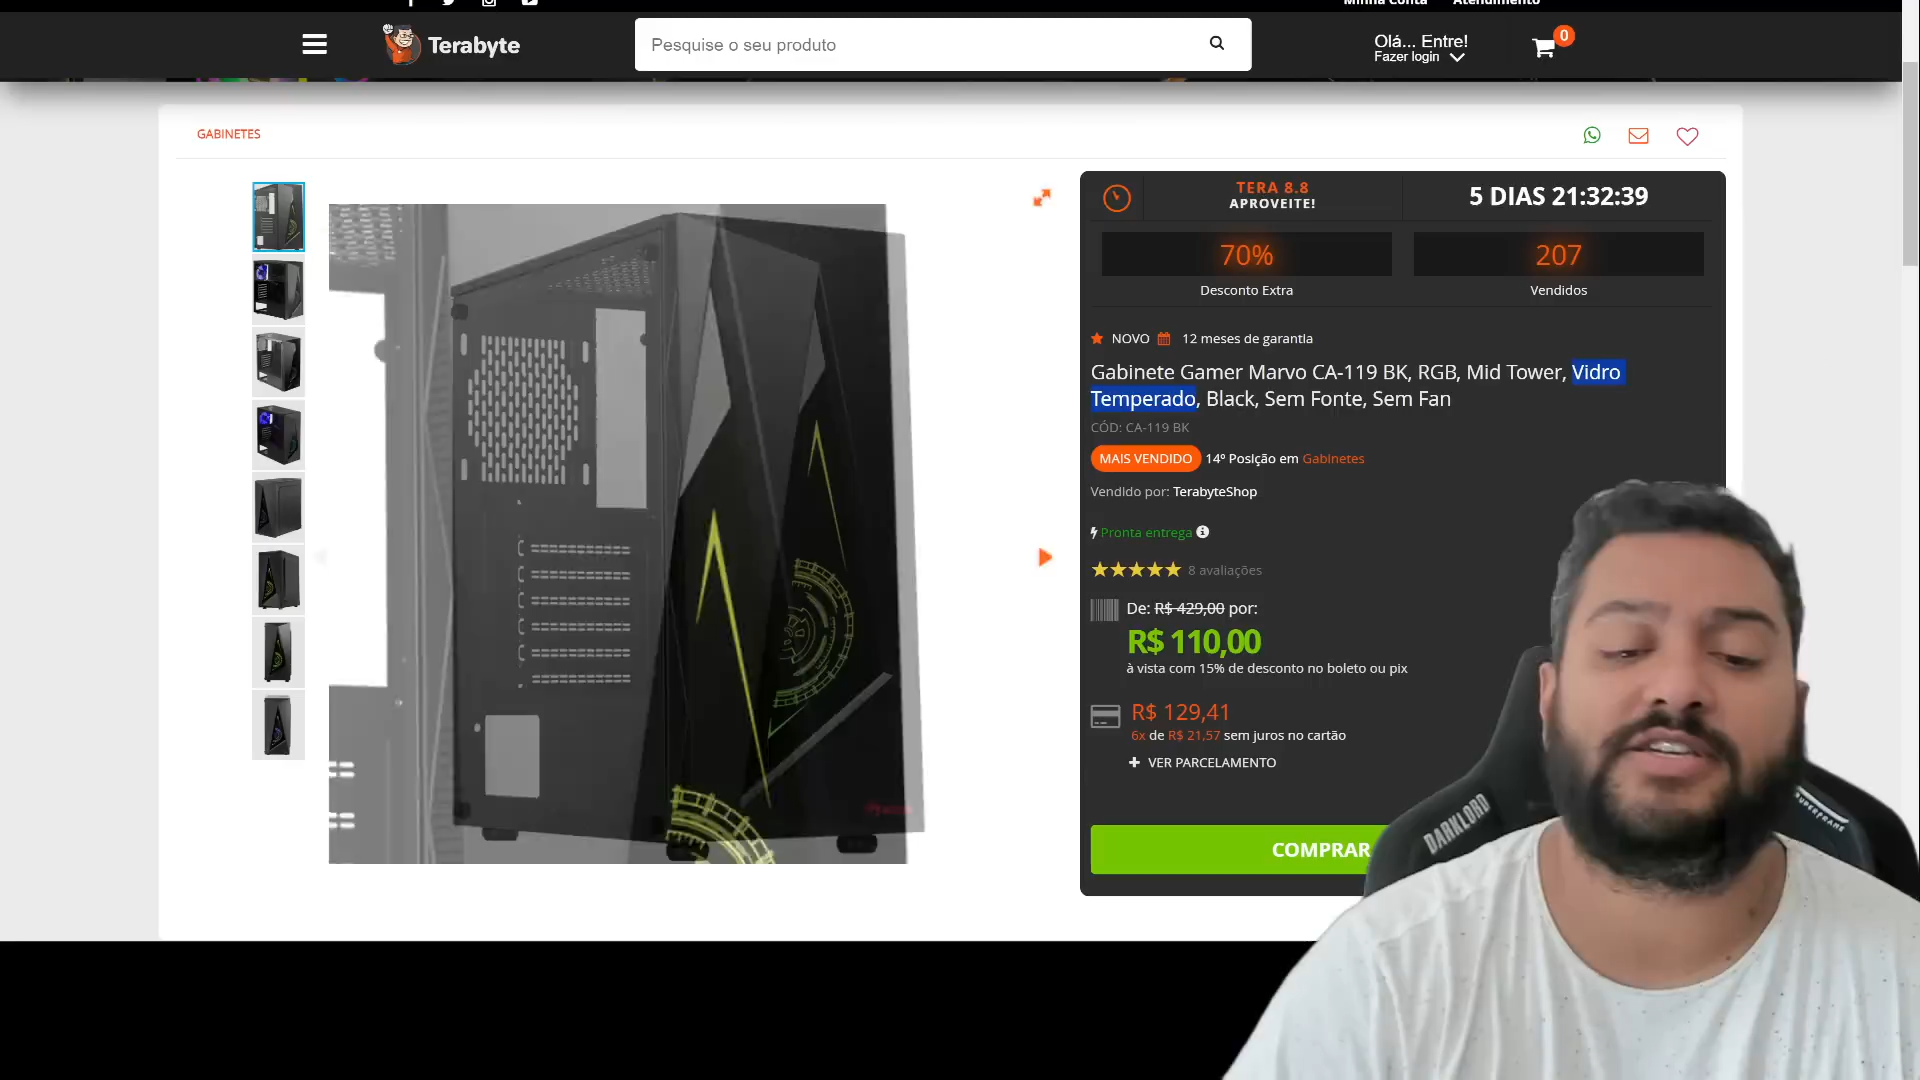 Minha Conta Atendimento
Terabyte
Pesquise o seu produto
Olá... Entre!
Fazer login
0
GABINETES
TERA 8.8
APROVEITE!
5 DIAS 21:32:39
70%
Desconto Extra
207
Vendidos
NOVO 12 meses de garantia
Gabinete Gamer Marvo CA-119 BK, RGB, Mid Tower, Vidro
Temperado, Black, Sem Fonte, Sem Fan
CÓD: CA-119 BK
MAIS VENDIDO 14º Posição em Gabinetes
Vendido por: TerabyteShop
Pronta entrega
8 avaliações
De: R$ 429,00 por:
R$ 110,00
à vista com 15% de desconto no boleto ou pix
R$ 129,41
6x de R$ 21,57 sem juros no cartão
+ VER PARCELAMENTO
COMPRAR
DARKLORD
SUPERFRAME